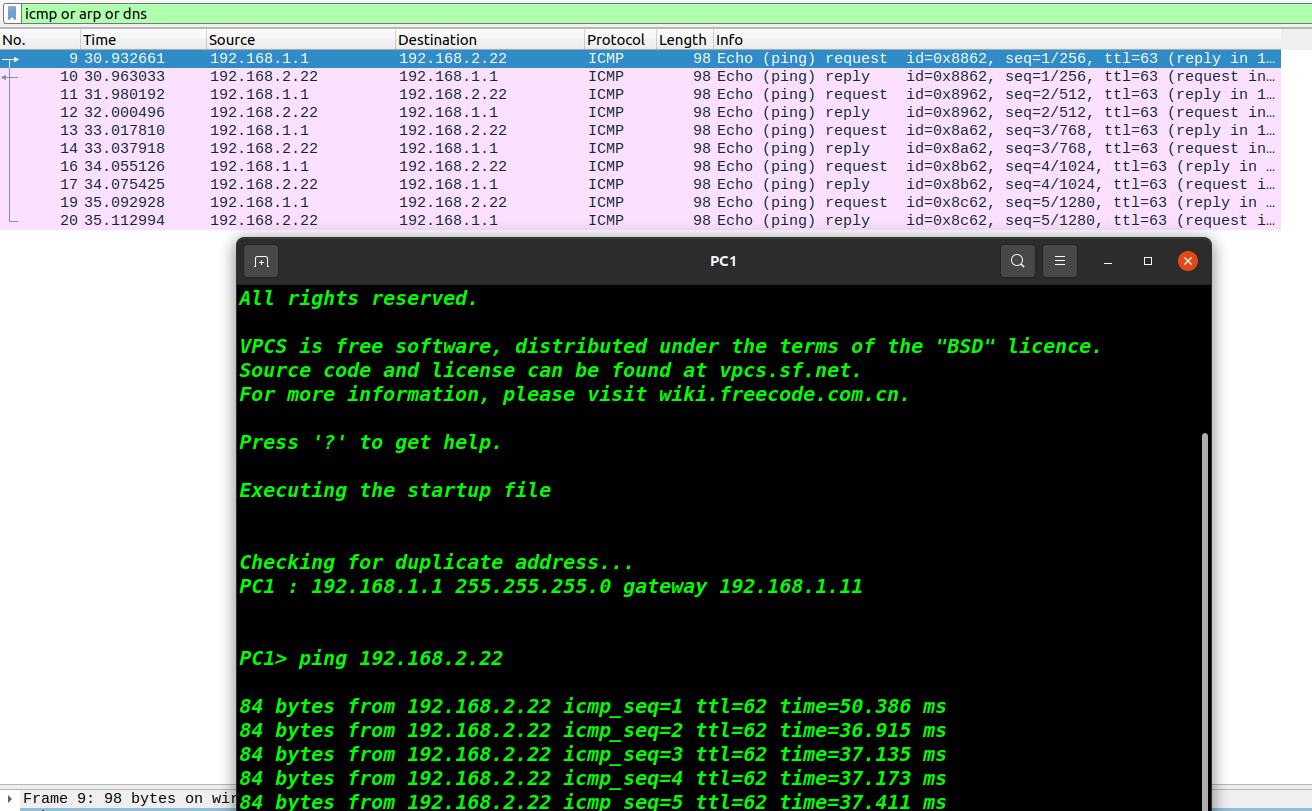 icmp or arp or dns
No. Time Source Destination Protocol Length Info
9 30.932661 192.168.1.1 192.168.2.22 ICMP 98 Echo (ping) request id=0x8862, seq=1/256, ttl=63 (reply in 1…
10 30.963033 192.168.2.22 192.168.1.1 ICMP 98 Echo (ping) reply id=0x8862, seq=1/256, ttl=63 (request in…
11 31.980192 192.168.1.1 192.168.2.22 ICMP 98 Echo (ping) request id=0x8962, seq=2/512, ttl=63 (reply in 1…
12 32.000496 192.168.2.22 192.168.1.1 ICMP 98 Echo (ping) reply id=0x8962, seq=2/512, ttl=63 (request in…
13 33.017810 192.168.1.1 192.168.2.22 ICMP 98 Echo (ping) request id=0x8a62, seq=3/768, ttl=63 (reply in 1…
14 33.037918 192.168.2.22 192.168.1.1 ICMP 98 Echo (ping) reply id=0x8a62, seq=3/768, ttl=63 (request in…
16 34.055126 192.168.1.1 192.168.2.22 ICMP 98 Echo (ping) request id=0x8b62, seq=4/1024, ttl=63 (reply in …
17 34.075425 192.168.2.22 192.168.1.1 ICMP 98 Echo (ping) reply id=0x8b62, seq=4/1024, ttl=63 (request i…
19 35.092928 192.168.1.1 192.168.2.22 ICMP 98 Echo (ping) request id=0x8c62, seq=5/1280, ttl=63 (reply in …
20 35.112994 192.168.2.22 192.168.1.1 ICMP 98 Echo (ping) reply id=0x8c62, seq=5/1280, ttl=63 (request i…
PC1
All rights reserved.
VPCS is free software, distributed under the terms of the "BSD" licence.
Source code and license can be found at vpcs.sf.net.
For more information, please visit wiki.freecode.com.cn.
Press '?' to get help.
Executing the startup file
Checking for duplicate address...
PC1 : 192.168.1.1 255.255.255.0 gateway 192.168.1.11
PC1> ping 192.168.2.22
84 bytes from 192.168.2.22 icmp_seq=1 ttl=62 time=50.386 ms
84 bytes from 192.168.2.22 icmp_seq=2 ttl=62 time=36.915 ms
84 bytes from 192.168.2.22 icmp_seq=3 ttl=62 time=37.135 ms
84 bytes from 192.168.2.22 icmp_seq=4 ttl=62 time=37.173 ms
84 bytes from 192.168.2.22 icmp_seq=5 ttl=62 time=37.411 ms
Frame 9: 98 bytes on wir